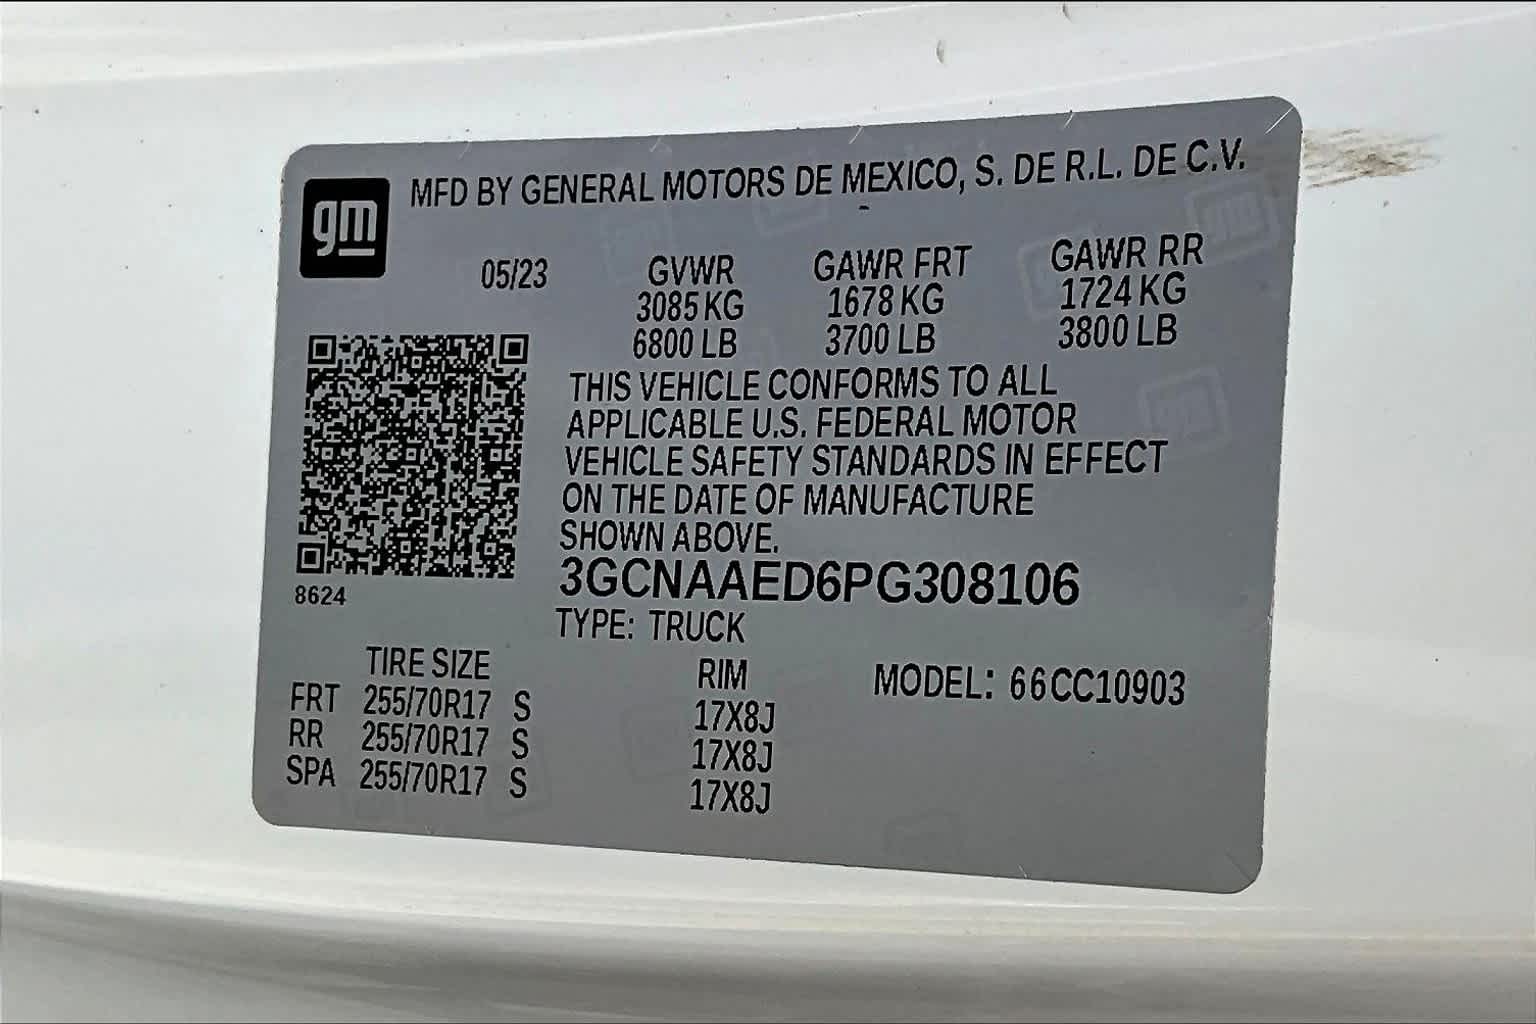 gm
MFD BY GENERAL MOTORS DE MEXICO, S. DE R.L. DE C.V.
05/23 GVWR GAWR FRT GAWR RR
3085 KG 1678 KG 1724 KG
6800 LB 3700 LB 3800 LB
THIS VEHICLE CONFORMS TO ALL
APPLICABLE U.S. FEDERAL MOTOR
VEHICLE SAFETY STANDARDS IN EFFECT
ON THE DATE OF MANUFACTURE
SHOWN ABOVE.
3GCNAAED6PG308106
8624
TYPE: TRUCK
TIRE SIZE RIM MODEL: 66CC10903
FRT 255/70R17 S 17X8J
RR 255/70R17 S 17X8J
SPA 255/70R17 S 17X8J